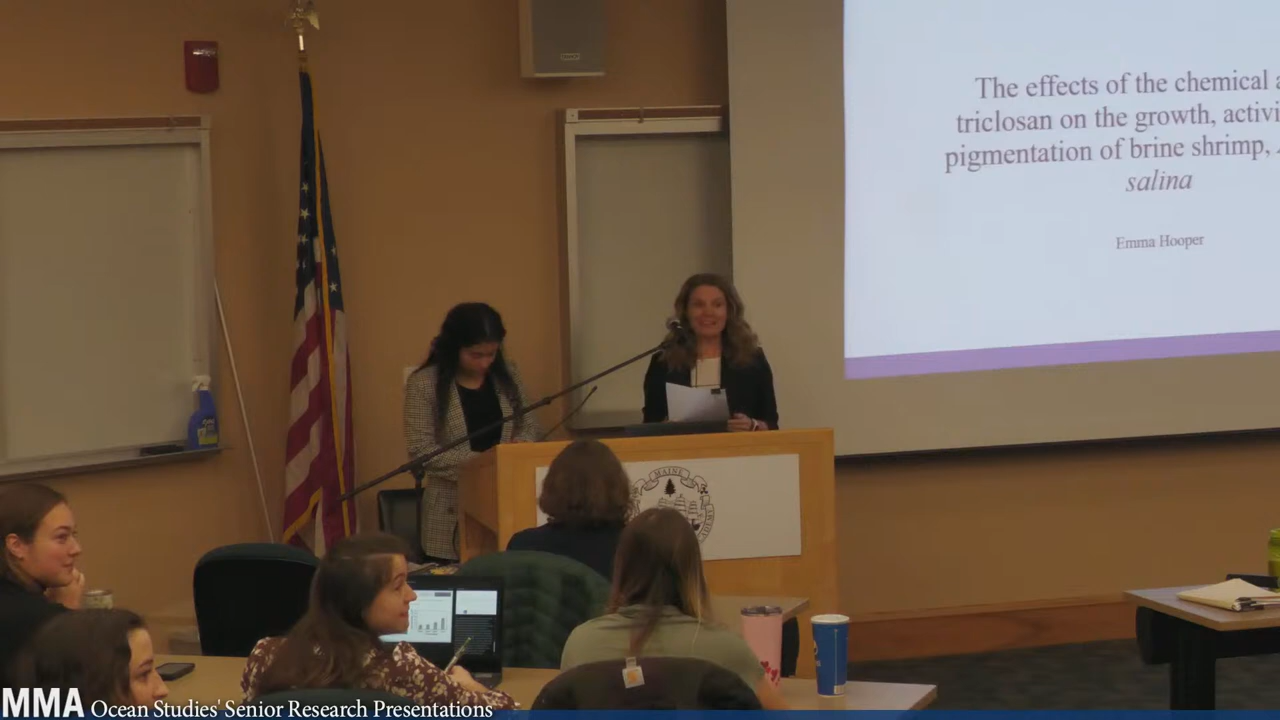 The effects of the chemical a
triclosan on the growth, activi
pigmentation of brine shrimp,
salina
Emma Hooper
MAINE
MMA Ocean Studies' Senior Research Presentations